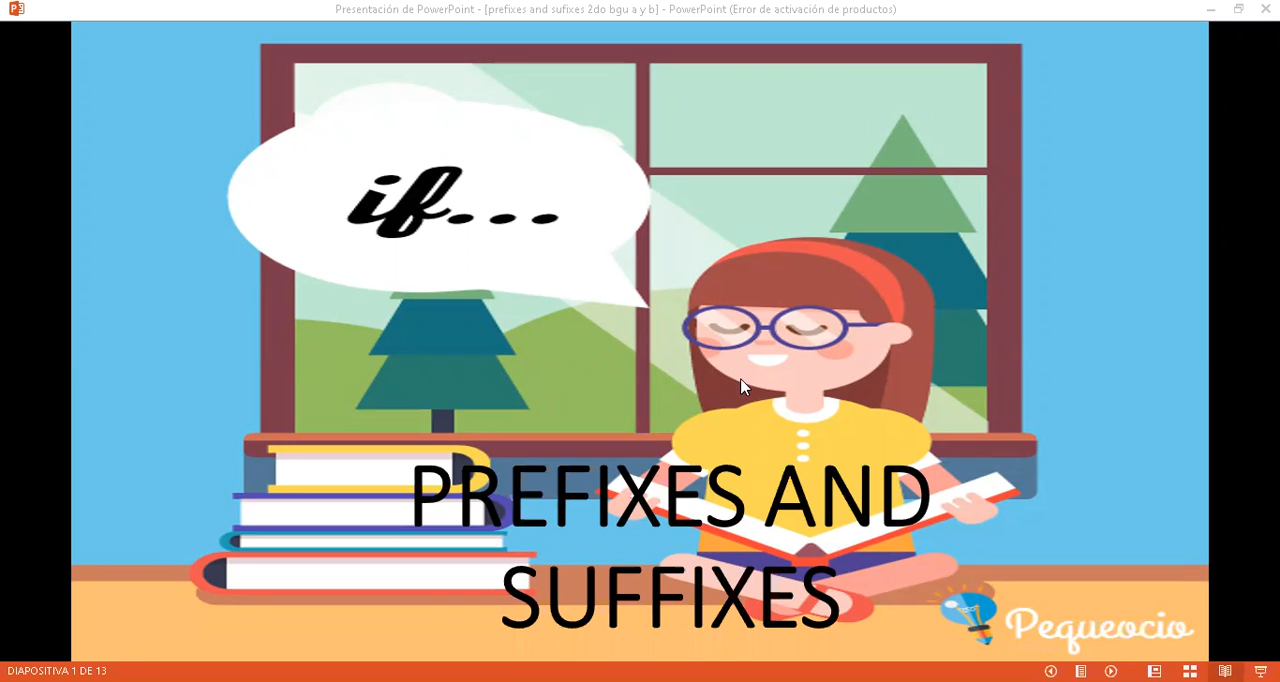 Presentación de PowerPoint - [prefixes and sufixes 2do bgu a y b] - PowerPoint (Error de activación de productos)
if...
PREFIXES AND
SUFFIXES
Pequeocio
DIAPOSITIVA 1 DE 13